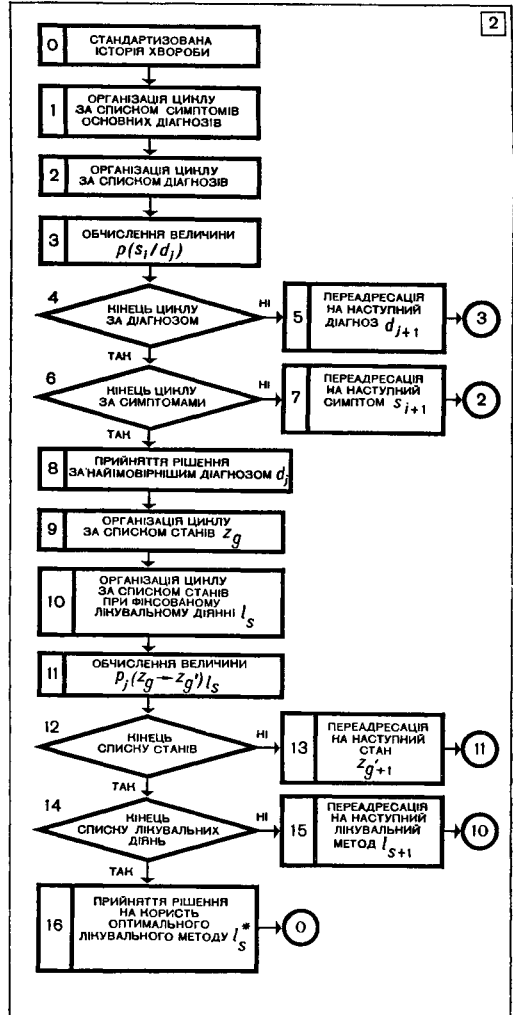 2
0
СТАНДАРТИЗОВАНА
ІСТОРІЯ ХВОРОБИ
1
ОРГАНІЗАЦІЯ ЦИКЛУ
ЗА СПИСКОМ СИМПТОМІВ
ОСНОВНИХ ДІАГНОЗІВ
2
ОРГАНІЗАЦІЯ ЦИКЛУ
ЗА СПИСКОМ ДІАГНОЗІВ
3
ОБЧИСЛЕННЯ ВЕЛИЧИНИ
p(s_i/d_j)
4
КІНЕЦЬ ЦИКЛУ
ЗА ДІАГНОЗОМ
НІ
5
ПЕРЕАДРЕСАЦІЯ
НА НАСТУПНИЙ
ДІАГНОЗ d_{j+1}
3
ТАК
6
КІНЕЦЬ ЦИКЛУ
ЗА СИМПТОМАМИ
НІ
7
ПЕРЕАДРЕСАЦІЯ
НА НАСТУПНИЙ
СИМПТОМ s_{i+1}
2
ТАК
8
ПРИЙНЯТТЯ РІШЕННЯ
ЗА НАЙІМОВІРНІШИМ ДІАГНОЗОМ d_j
9
ОРГАНІЗАЦІЯ ЦИКЛУ
ЗА СПИСКОМ СТАНІВ z_g
10
ОРГАНІЗАЦІЯ ЦИКЛУ
ЗА СПИСКОМ СТАНІВ
ПРИ ФІКСОВАНОМУ
ЛІКУВАЛЬНОМУ ДІЯННІ l_s
11
ОБЧИСЛЕННЯ ВЕЛИЧИНИ
p_j(z_g − z_g') l_s
12
КІНЕЦЬ
СПИСКУ СТАНІВ
НІ
13
ПЕРЕАДРЕСАЦІЯ
НА НАСТУПНИЙ
СТАН
z_{g'+1}
11
ТАК
14
КІНЕЦЬ
СПИСКУ ЛІКУВАЛЬНИХ
ДІЯНЬ
НІ
15
ПЕРЕАДРЕСАЦІЯ
НА НАСТУПНИЙ
ЛІКУВАЛЬНИЙ
МЕТОД l_{s+1}
10
ТАК
16
ПРИЙНЯТТЯ РІШЕННЯ
НА КОРИСТЬ
ОПТИМАЛЬНОГО
ЛІКУВАЛЬНОГО МЕТОДУ l_s*
0